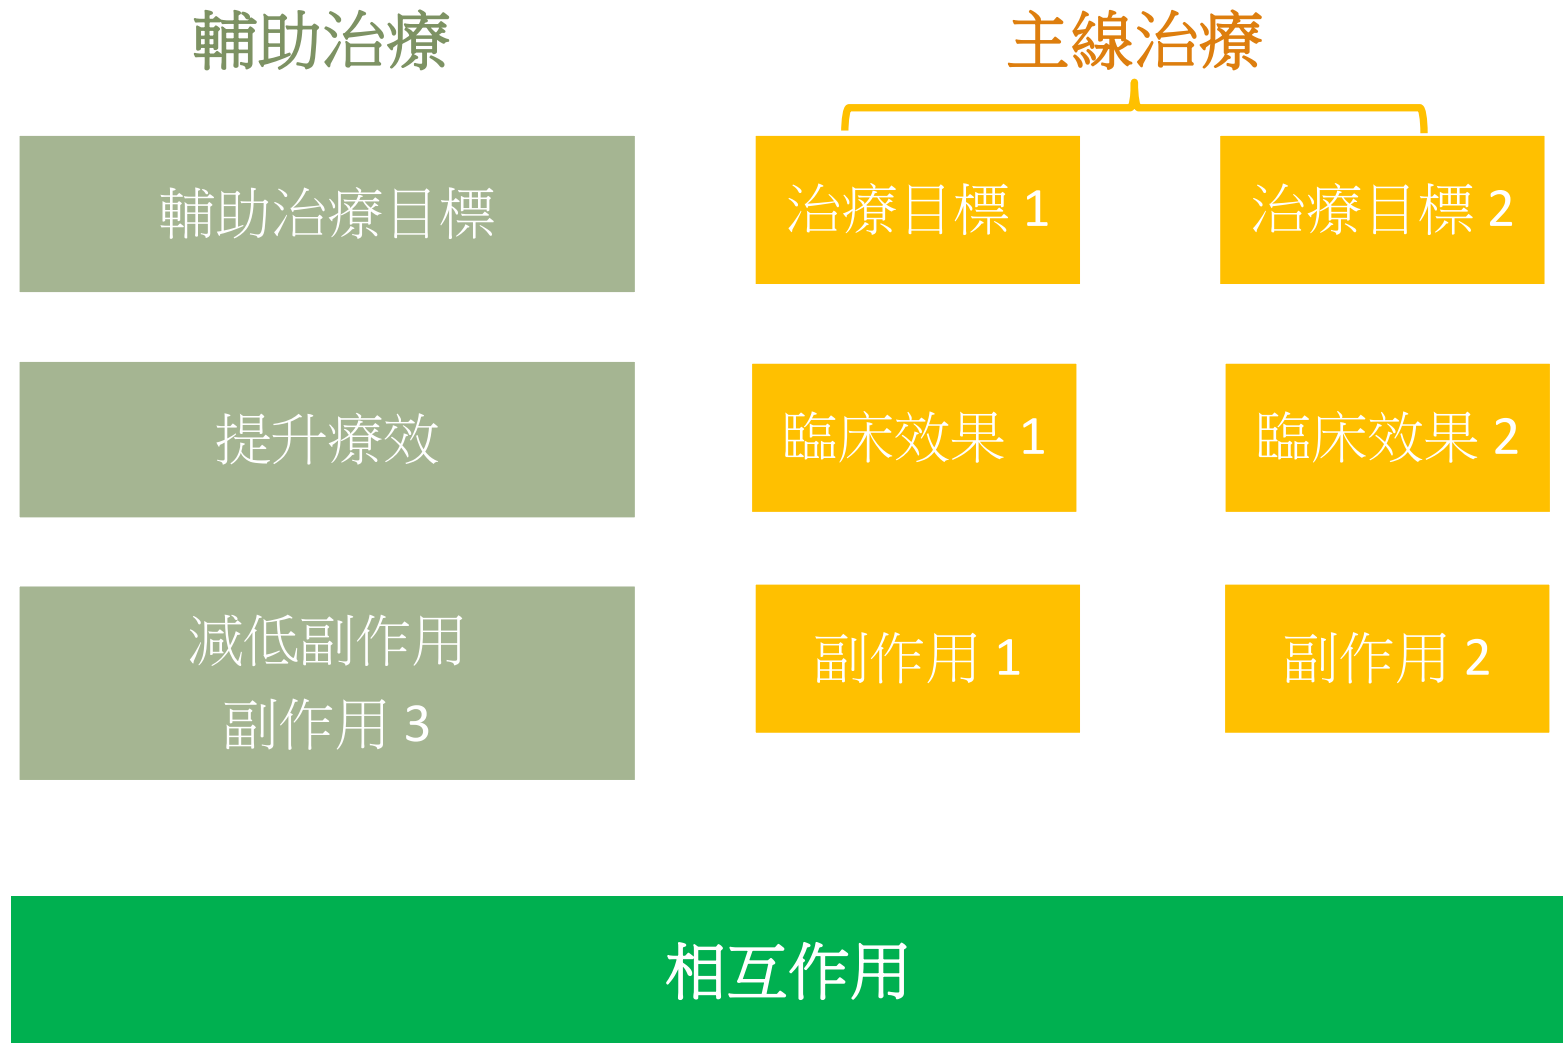 輔助治療
主線治療
輔助治療目標
治療目標 1
治療目標 2
提升療效
臨床效果 1
臨床效果 2
減低副作用
副作用 3
副作用 1
副作用 2
相互作用